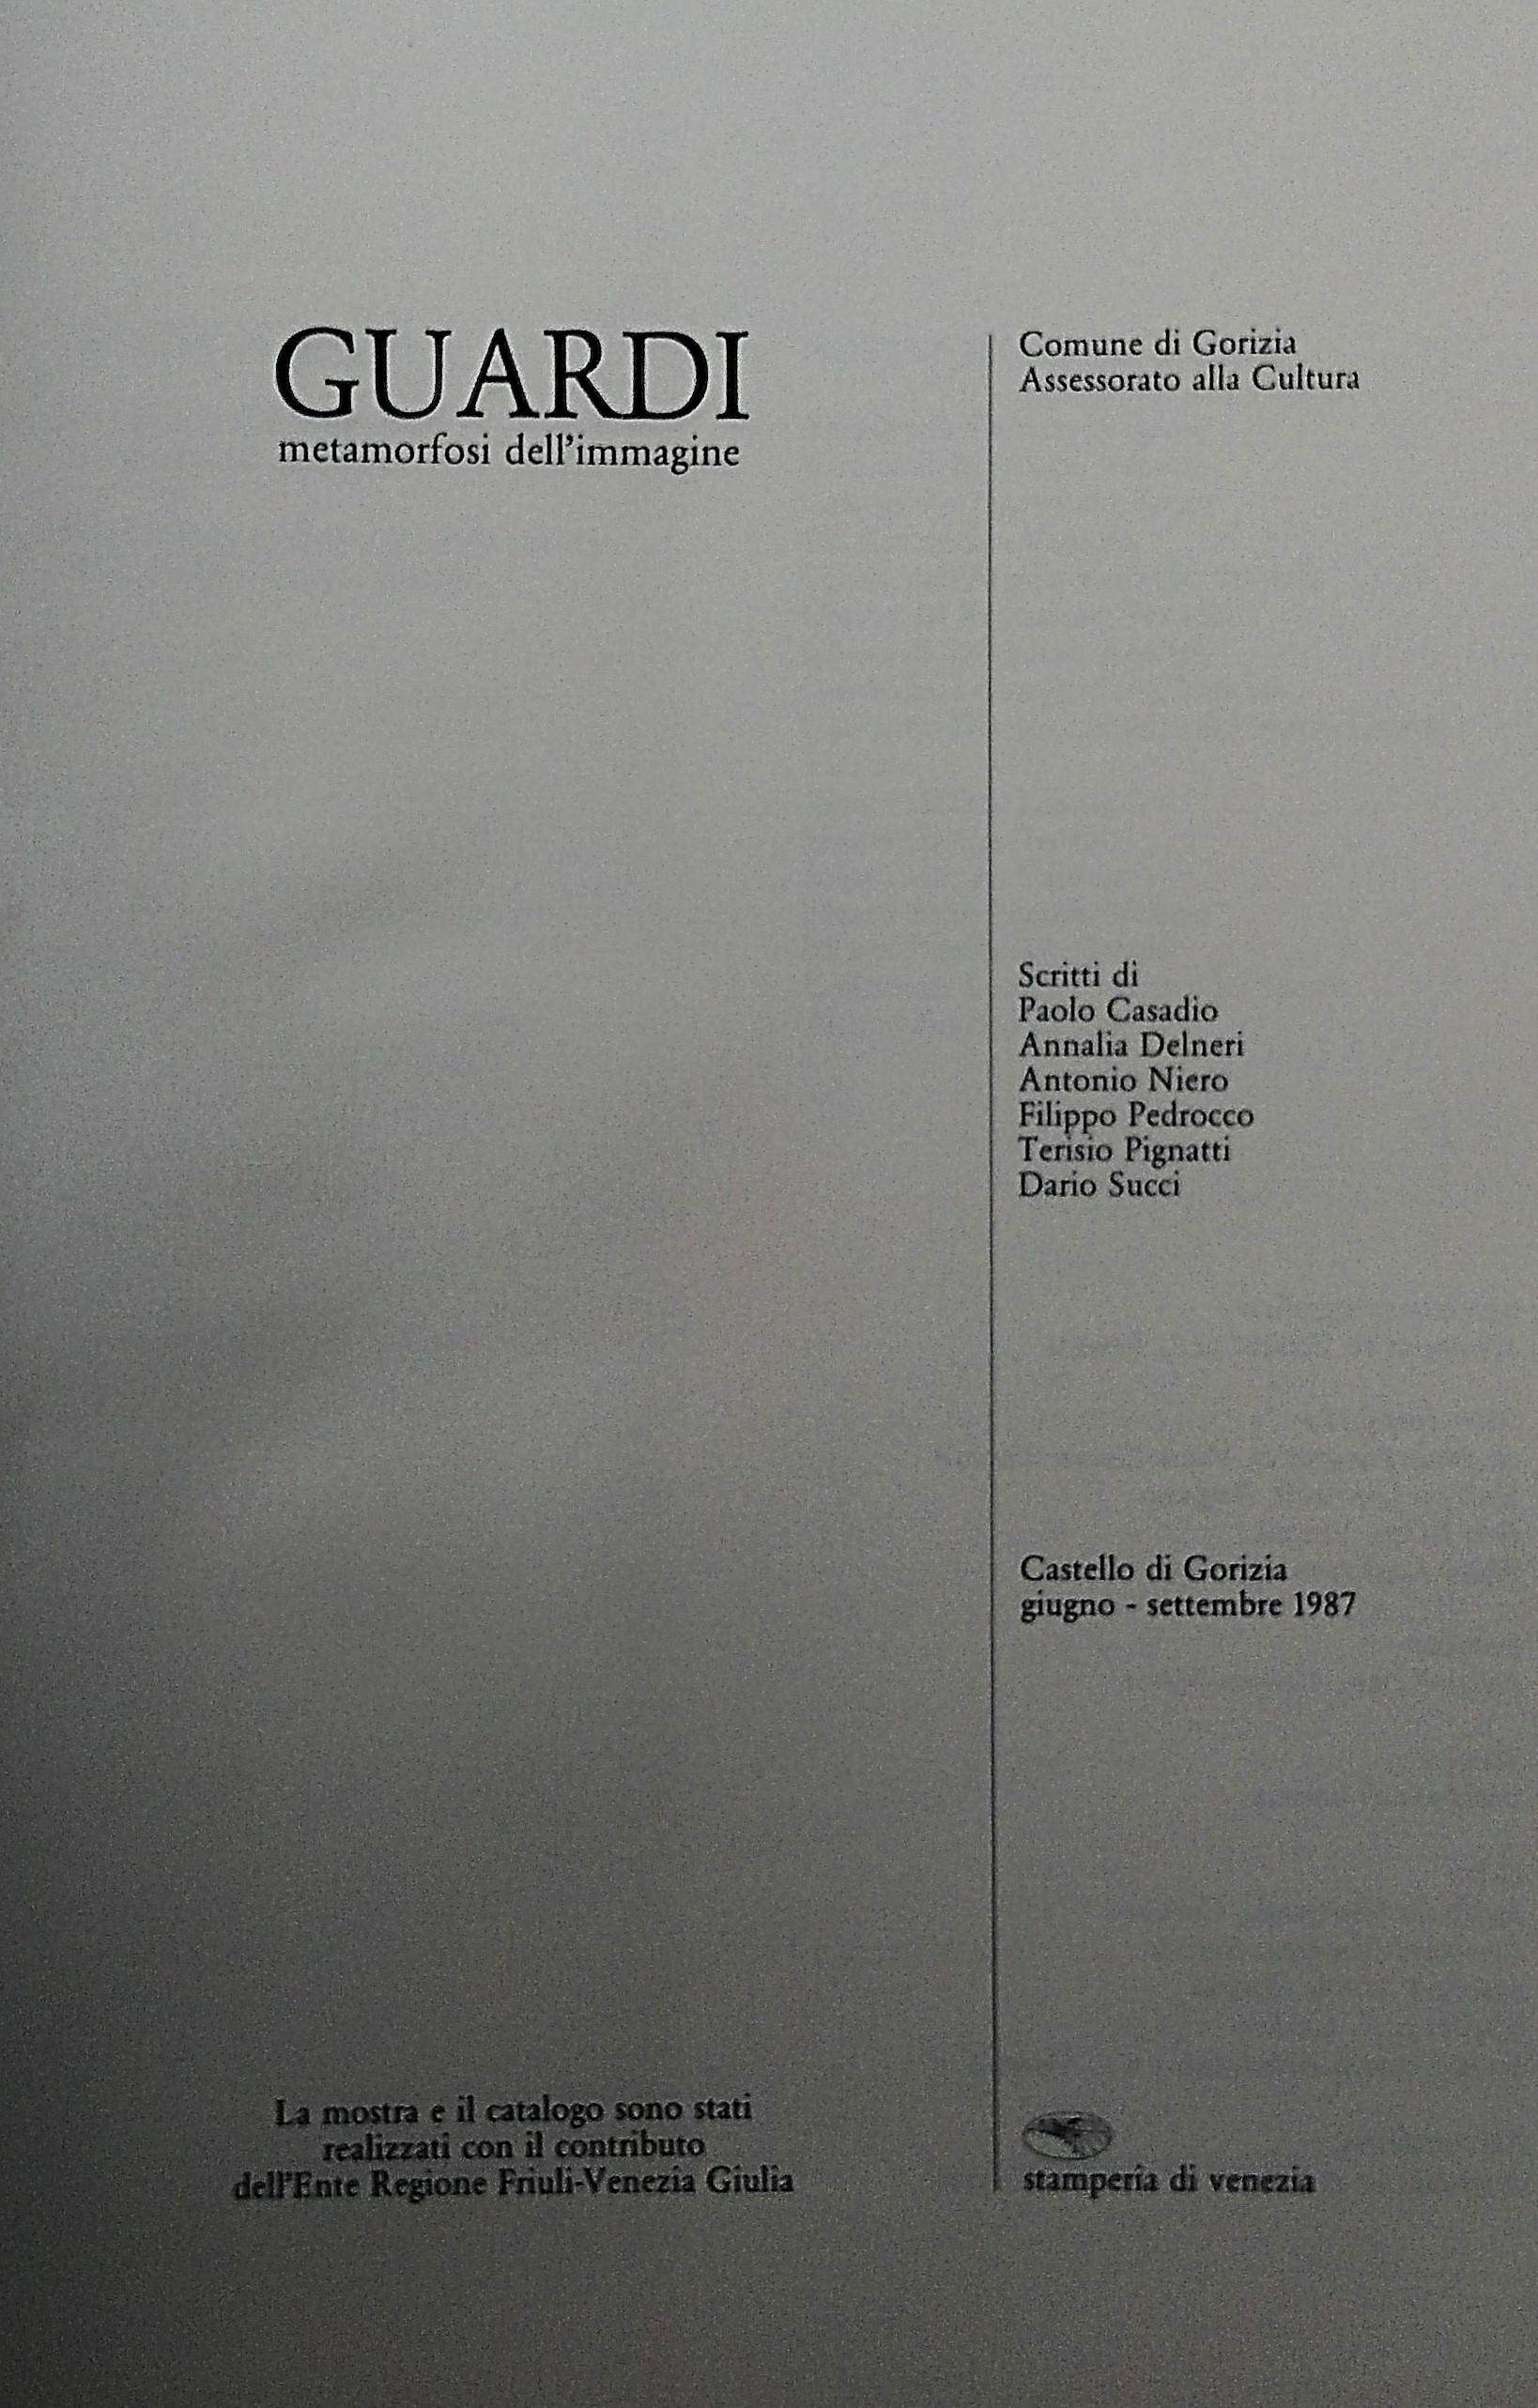 GUARDI
metamorfosi dell'immagine
Comune di Gorizia
Assessorato alla Cultura
Scritti di
Paolo Casadio
Annalia Delneri
Antonio Niero
Filippo Pedrocco
Terisio Pignatti
Dario Succi
Castello di Gorizia
giugno - settembre 1987
La mostra e il catalogo sono stati
realizzati con il contributo
dell'Ente Regione Friuli-Venezia Giulia
stamperia di venezia